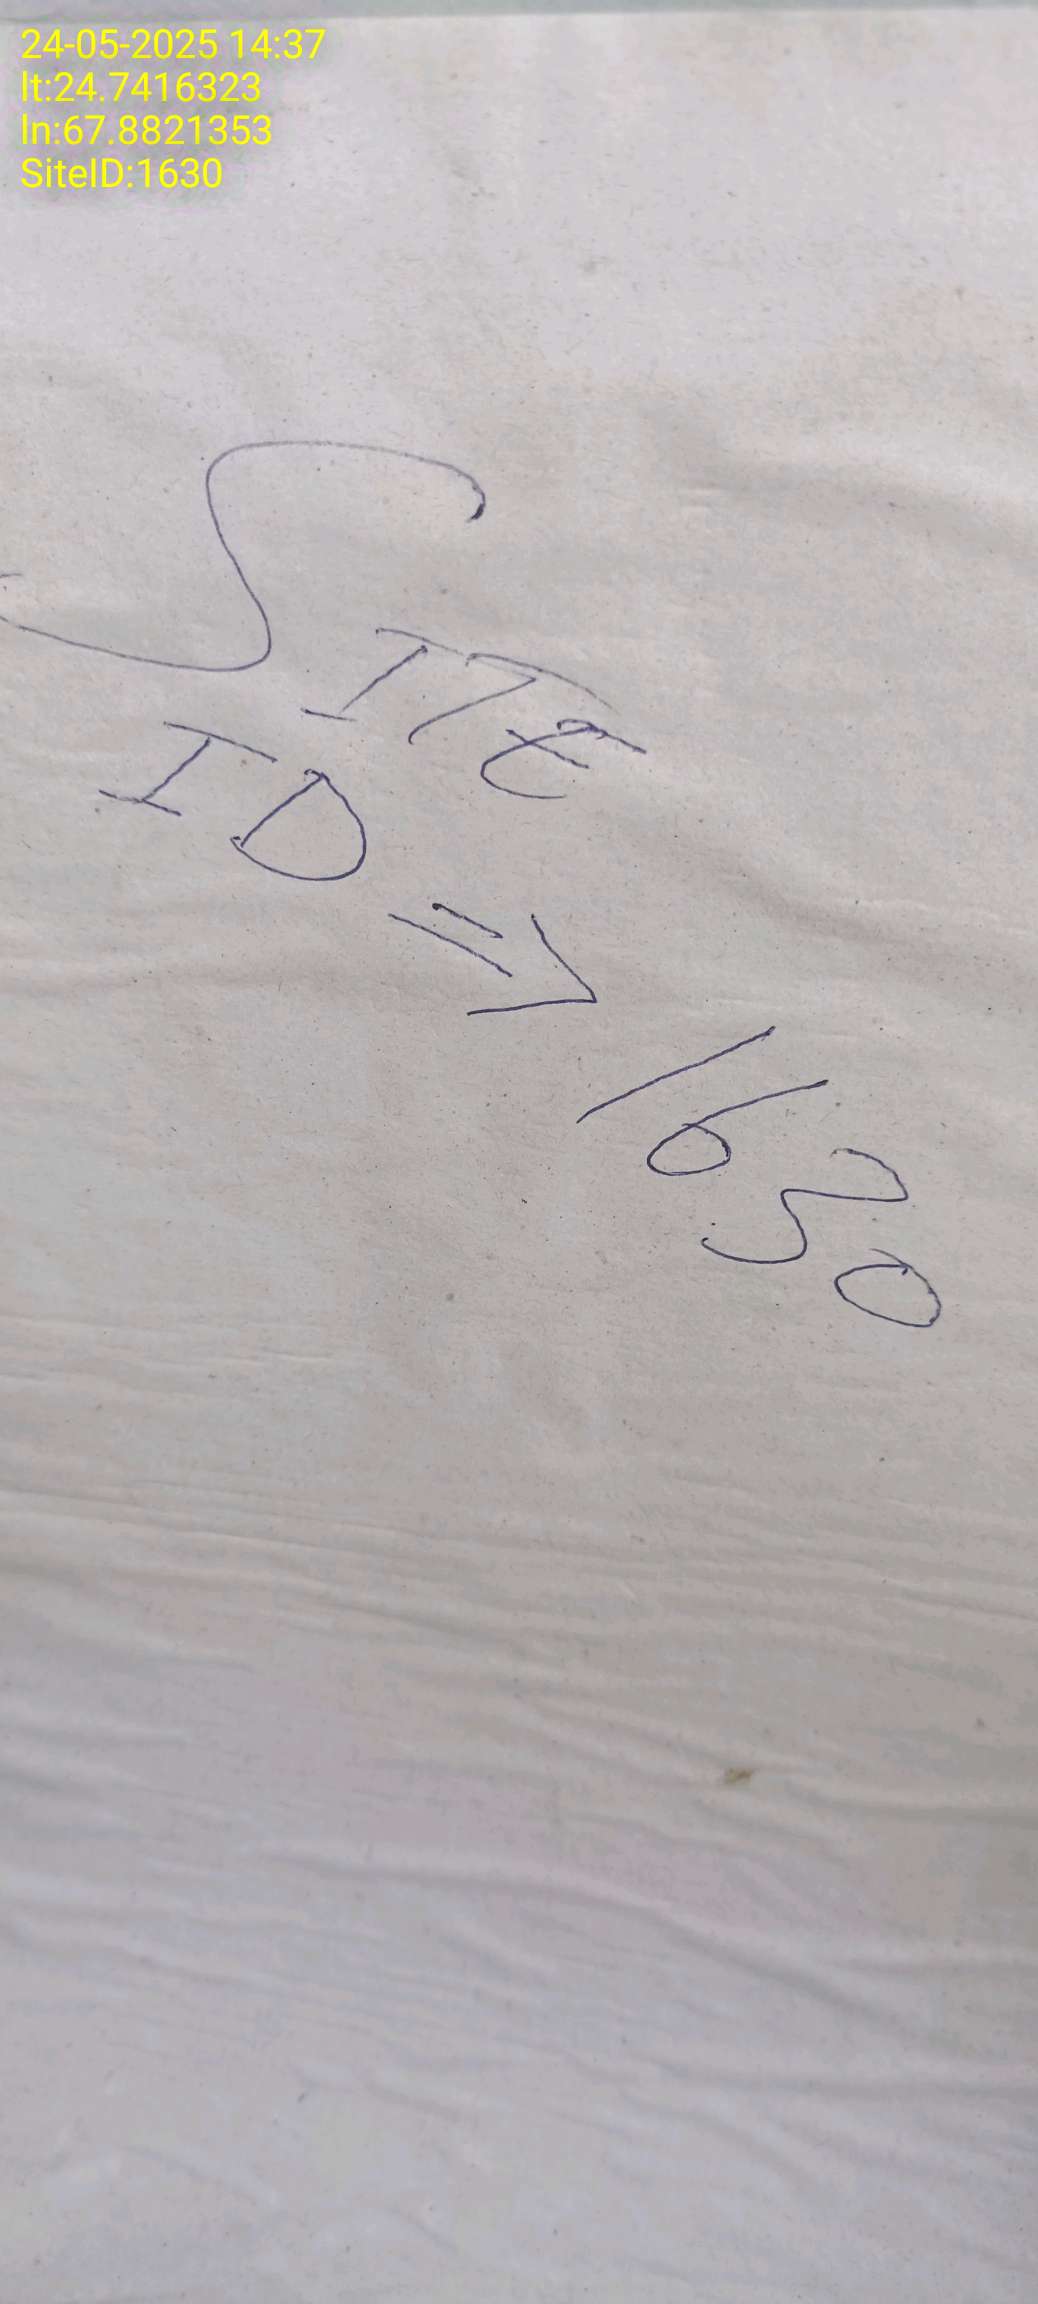 24-05-2025 14:37
lt:24.7416323
ln:67.8821353
SiteID:1630
SITE
ID ⇒ 1630